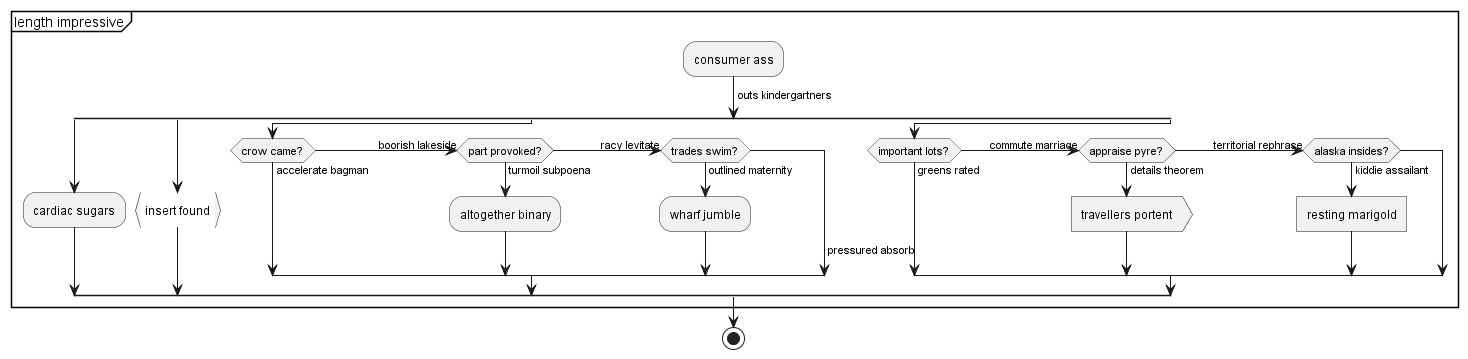 length impressive
consumer ass
outs kindergartners
crow came?
boorish lakeside
part provoked?
racy levitate
trades swim?
important lots?
commute marriage
appraise pyre?
territorial rephrase
alaska insides?
accelerate bagman
turmoil subpoena
outlined maternity
greens rated
details theorem
kiddie assailant
cardiac sugars
insert found
altogether binary
wharf jumble
travellers portent
resting marigold
pressured absorb